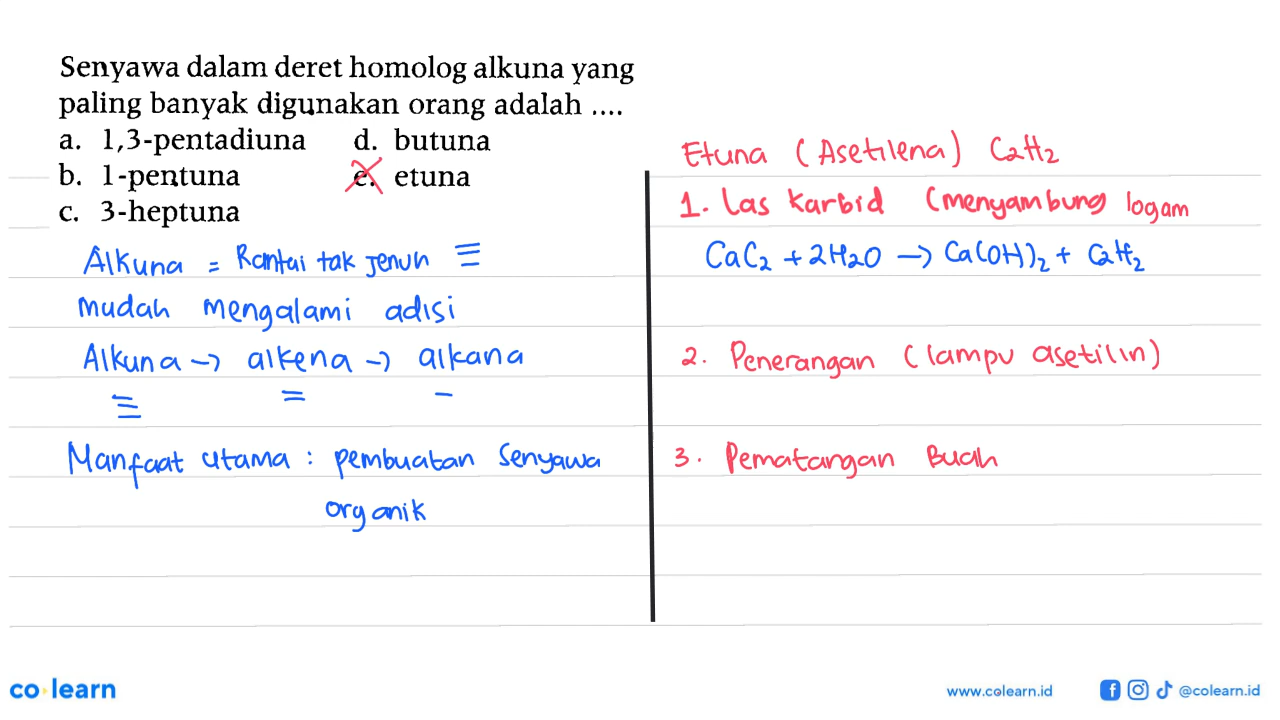 Senyawa dalam deret homolog alkuna yang
paling banyak digunakan orang adalah ....
a. 1,3-pentadiuna d. butuna
b. 1-pentuna e. etuna
c. 3-heptuna
Alkuna = Rantai tak Jenuh ≡
mudah mengalami adisi
Alkuna → alkena → alkana
≡ = -
Manfaat utama : pembuatan Senyawa
organik
Etuna (Asetilena) C2H2
1. Las Karbid (menyambung logam
CaC2 + 2H2O → Ca(OH)2 + C2H2
2. Penerangan (lampu asetilin)
3. Pematangan Buah
co learn
www.colearn.id @colearn.id